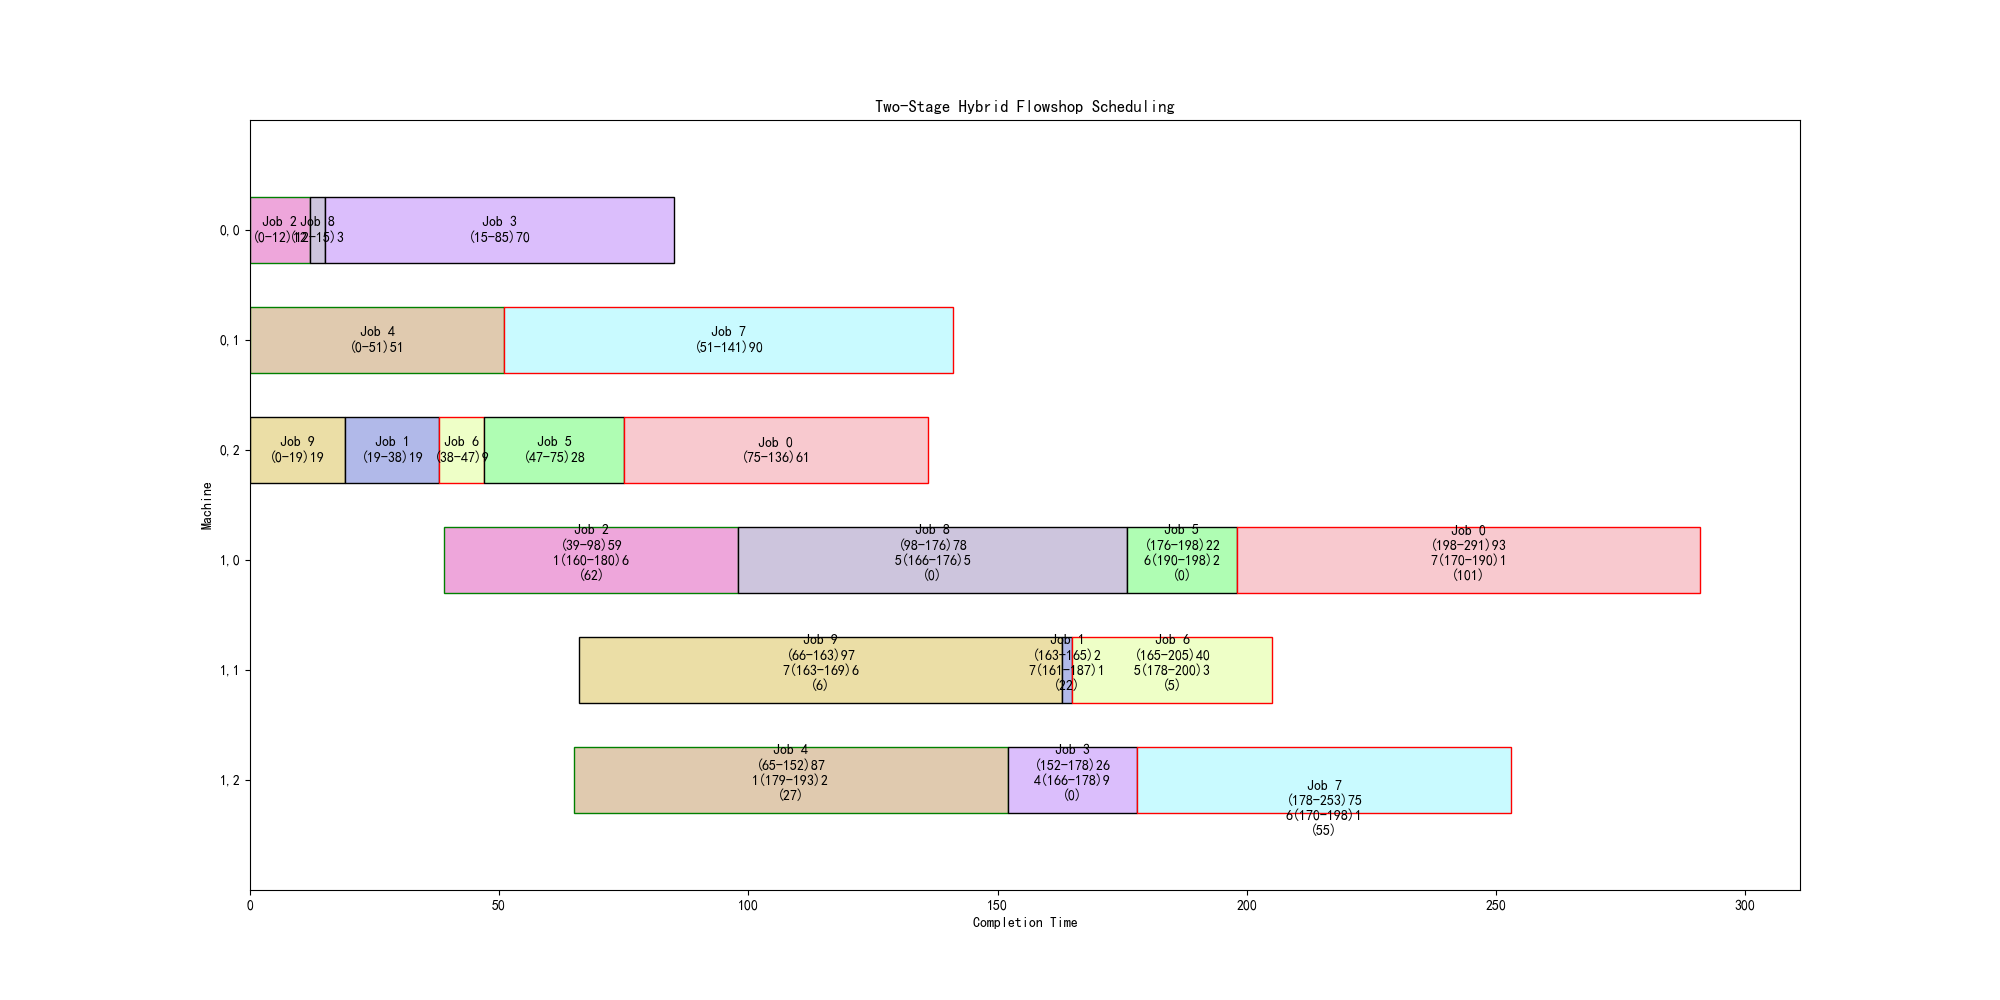 Two-Stage Hybrid Flowshop Scheduling
0,0
Job 2
(0-12)12
Job 8
(12-15)3
Job 3
(15-85)70
0,1
Job 4
(0-51)51
Job 7
(51-141)90
0,2
Job 9
(0-19)19
Job 1
(19-38)19
Job 6
(38-47)9
Job 5
(47-75)28
Job 0
(75-136)61
Machine
1,0
Job 2
(39-98)59
1(160-180)6
(62)
Job 8
(98-176)78
5(166-176)5
(0)
Job 5
(176-198)22
6(190-198)2
(0)
Job 0
(198-291)93
7(170-190)1
(101)
1,1
Job 9
(66-163)97
7(163-169)6
(6)
Job 1
(163-165)2
7(161-187)1
(22)
Job 6
(165-205)40
5(178-200)3
(5)
1,2
Job 4
(65-152)87
1(179-193)2
(27)
Job 3
(152-178)26
4(166-178)9
(0)
Job 7
(178-253)75
6(170-198)1
(55)
0 50 100 150 200 250 300
Completion Time